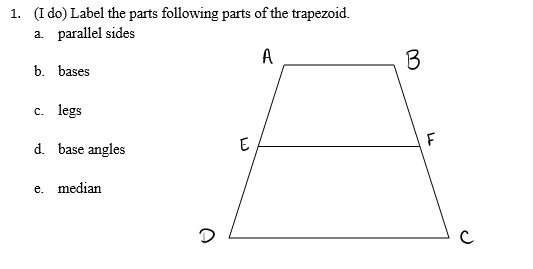 1. (I do) Label the parts following parts of the trapezoid.
a. parallel sides
A B
b. bases
c. legs
E F
d. base angles
e. median
D C